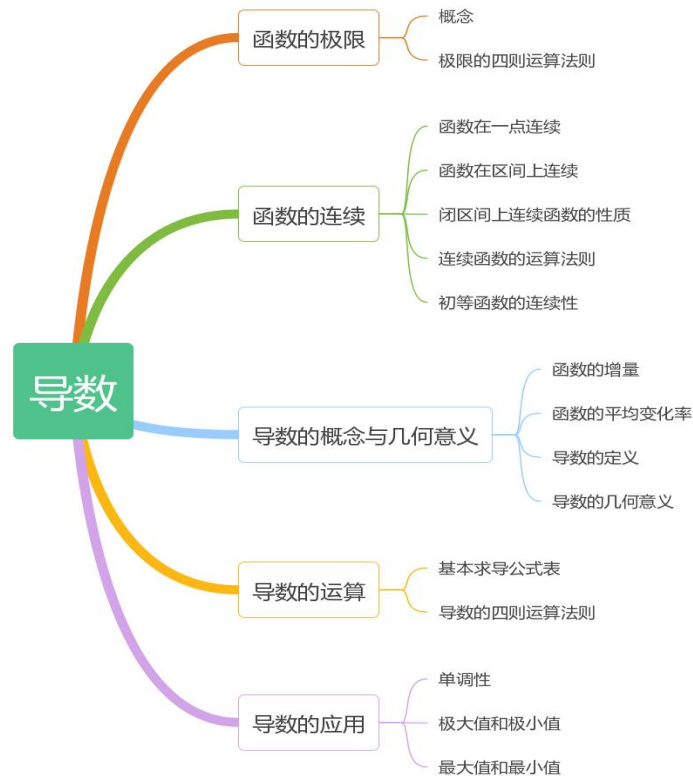 导数
函数的极限
概念
极限的四则运算法则
函数的连续
函数在一点连续
函数在区间上连续
闭区间上连续函数的性质
连续函数的运算法则
初等函数的连续性
导数的概念与几何意义
函数的增量
函数的平均变化率
导数的定义
导数的几何意义
导数的运算
基本求导公式表
导数的四则运算法则
导数的应用
单调性
极大值和极小值
最大值和最小值